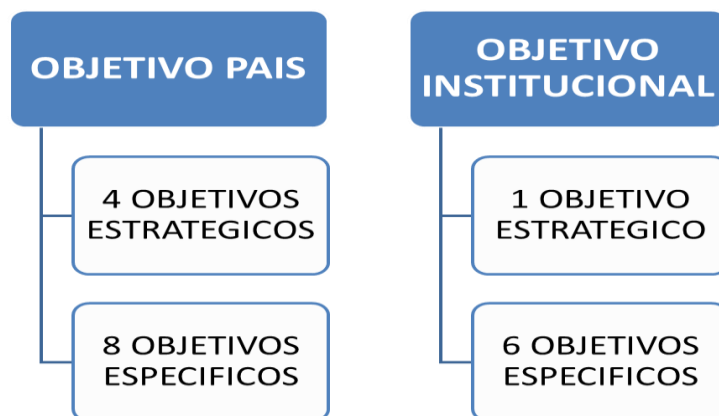 OBJETIVO PAIS
4 OBJETIVOS
ESTRATEGICOS
8 OBJETIVOS
ESPECIFICOS
OBJETIVO
INSTITUCIONAL
1 OBJETIVO
ESTRATEGICO
6 OBJETIVOS
ESPECIFICOS